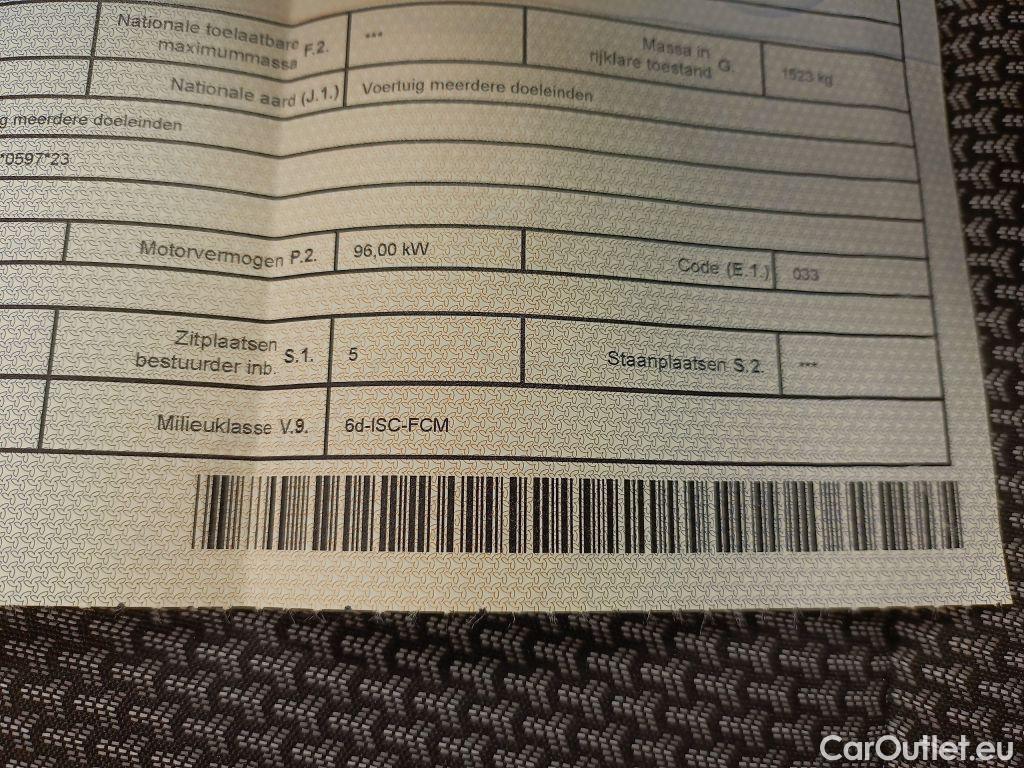 Nationale toelaatbare
maximummassa F.2.
***
Massa in
rijklare toestand G.
1523 kg
Nationale aard (J.1.)
Voertuig meerdere doeleinden
g meerdere doeleinden
*0597*23
Motorvermogen P.2.
96,00 kW
Code (E.1.)
033
Zitplaatsen
bestuurder inb. S.1.
5
Staanplaatsen S.2.
***
Milieuklasse V.9.
6d-ISC-FCM
CarOutlet.eu